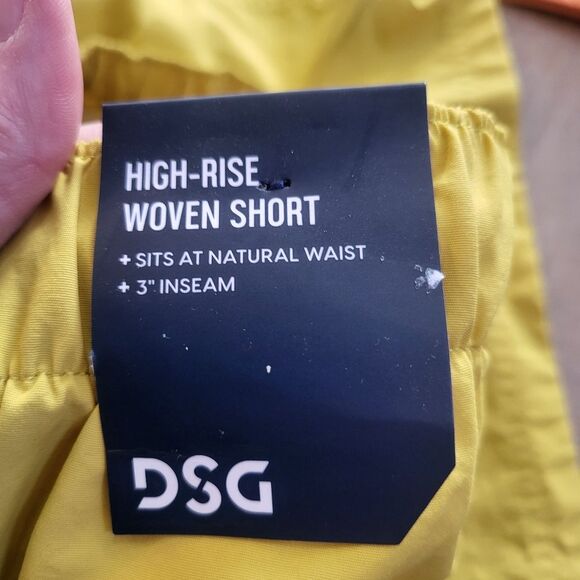 HIGH-RISE
WOVEN SHORT
+ SITS AT NATURAL WAIST
+ 3" INSEAM
DSG